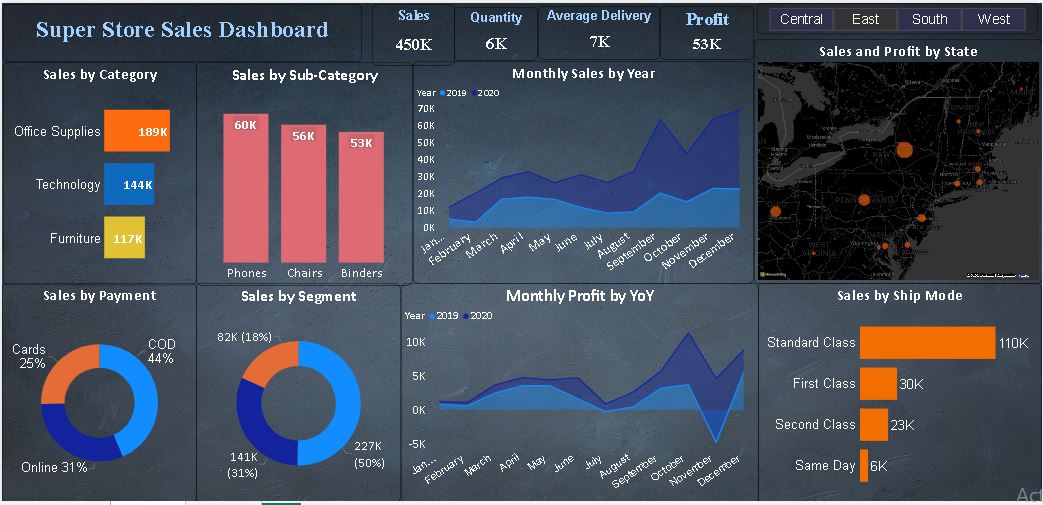 Super Store Sales Dashboard
Sales
450K
Quantity
6K
Average Delivery
7K
Profit
53K
Central East South West
Sales by Category
Office Supplies 189K
Technology 144K
Furniture 117K
Sales by Sub-Category
60K 56K 53K
Phones Chairs Binders
Monthly Sales by Year
Year 2019 2020
70K
60K
50K
40K
30K
20K
10K
0K
Jan... February March April May June July August September October November December
Sales and Profit by State
PENNSYLVANIA
WEST
VIRGINIA
Sales by Payment
Cards
25%
COD
44%
Online 31%
Sales by Segment
82K (18%)
141K
(31%)
227K
(50%)
Monthly Profit by YoY
Year 2019 2020
10K
5K
0K
-5K
Jan... February March April May June July August September October November December
Sales by Ship Mode
Standard Class 110K
First Class 30K
Second Class 23K
Same Day 6K
Act